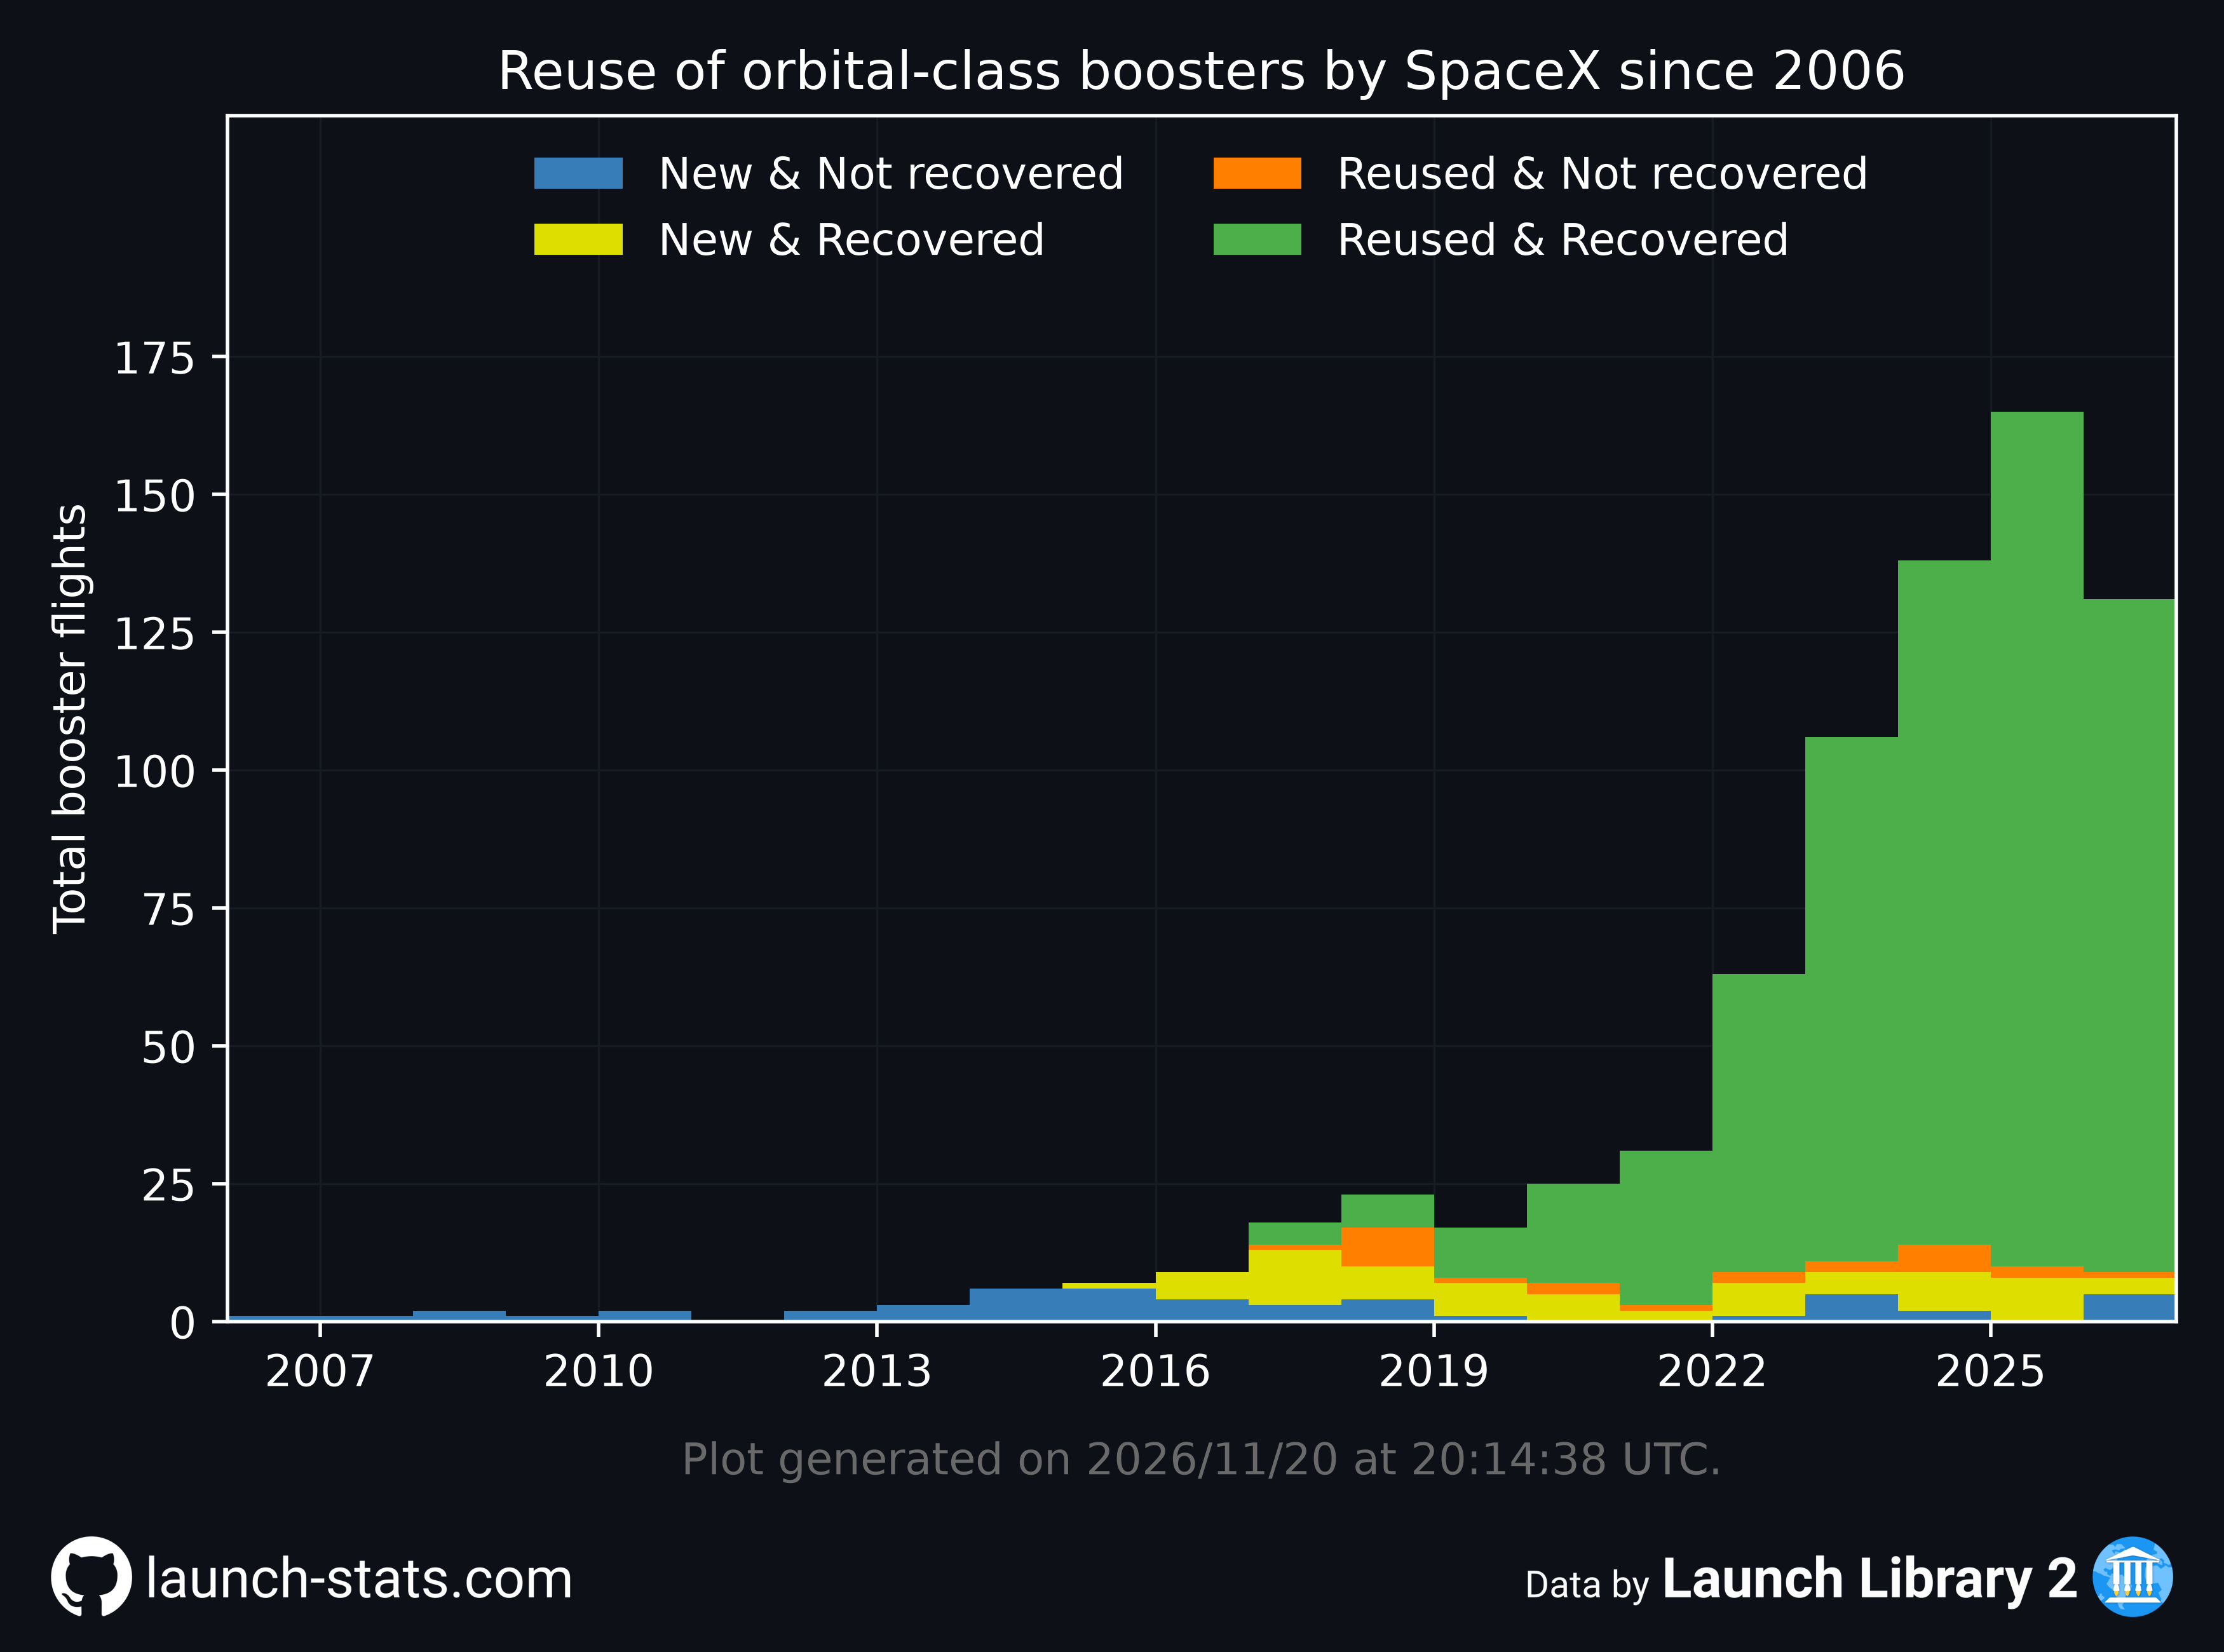 Reuse of orbital-class boosters by SpaceX since 2006
New & Not recovered
New & Recovered
Reused & Not recovered
Reused & Recovered
Total booster flights
175
150
125
100
75
50
25
0
2007 2010 2013 2016 2019 2022 2025
Plot generated on 2026/11/20 at 20:14:38 UTC.
launch-stats.com
Data by Launch Library 2